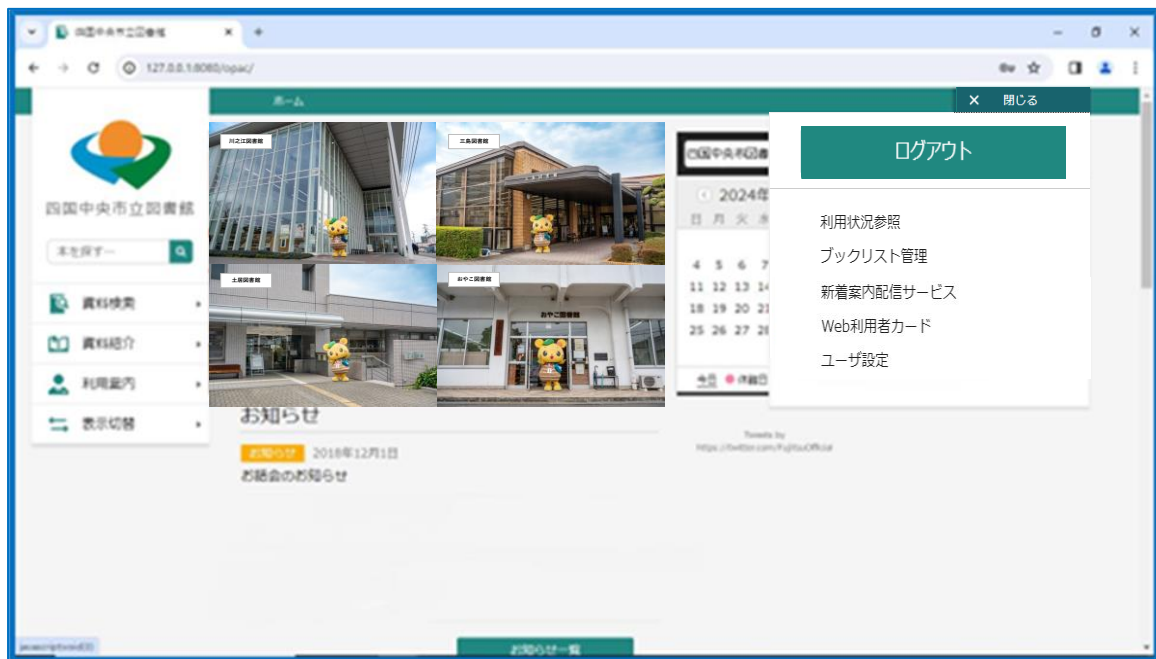 四国中央市立図書館
127.0.0.1:8080/opac/
ホーム
× 閉じる
四国中央市立図書館
本を探す…
資料検索
資料紹介
利用案内
表示切替
川之江図書館
三島図書館
土居図書館
おやこ図書館
おやこ図書館
2024年
日 月 火 水
4 5 6 7
11 12 13 14
18 19 20 21
25 26 27 28
今日 休館日
ログアウト
利用状況参照
ブックリスト管理
新着案内配信サービス
Web利用者カード
ユーザ設定
お知らせ
お知らせ 2018年12月1日
お話会のお知らせ
Tweets by
https://twitter.com/FujitsuOfficial
お知らせ一覧
javascript:void(0)